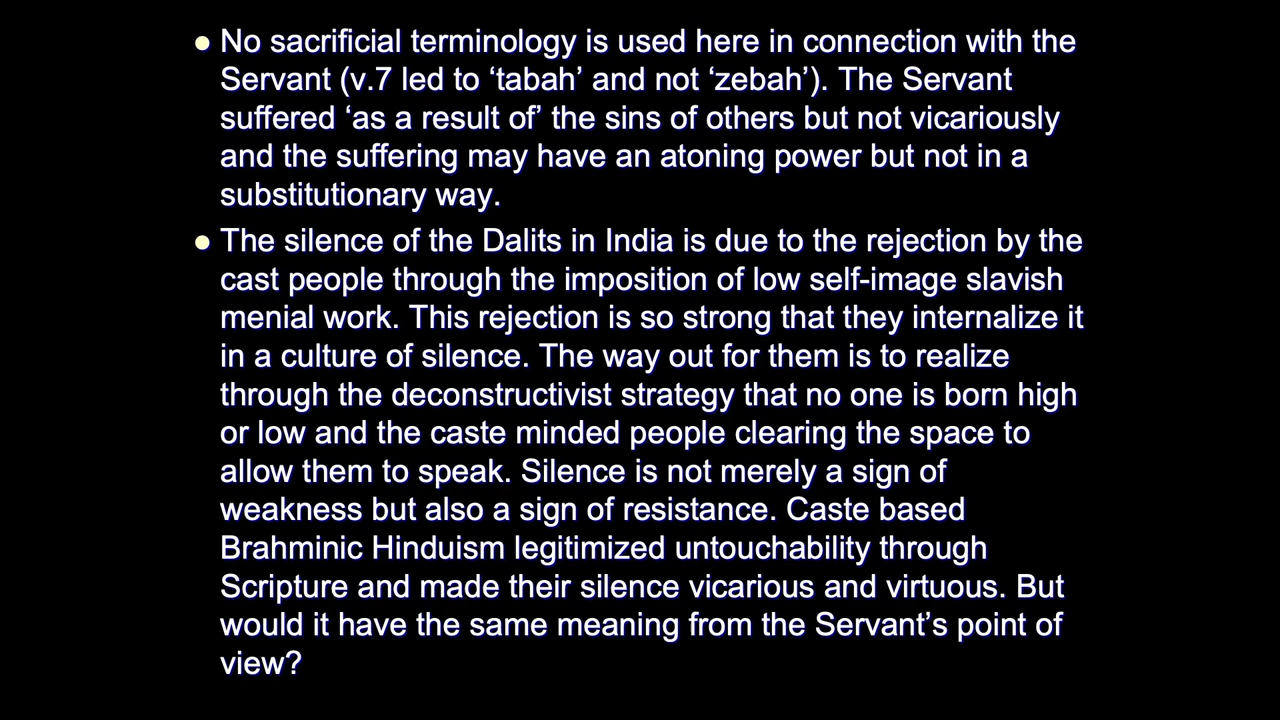 ● No sacrificial terminology is used here in connection with the
Servant (v.7 led to ‘tabah’ and not ‘zebah’). The Servant
suffered ‘as a result of’ the sins of others but not vicariously
and the suffering may have an atoning power but not in a
substitutionary way.
● The silence of the Dalits in India is due to the rejection by the
cast people through the imposition of low self-image slavish
menial work. This rejection is so strong that they internalize it
in a culture of silence. The way out for them is to realize
through the deconstructivist strategy that no one is born high
or low and the caste minded people clearing the space to
allow them to speak. Silence is not merely a sign of
weakness but also a sign of resistance. Caste based
Brahminic Hinduism legitimized untouchability through
Scripture and made their silence vicarious and virtuous. But
would it have the same meaning from the Servant’s point of
view?